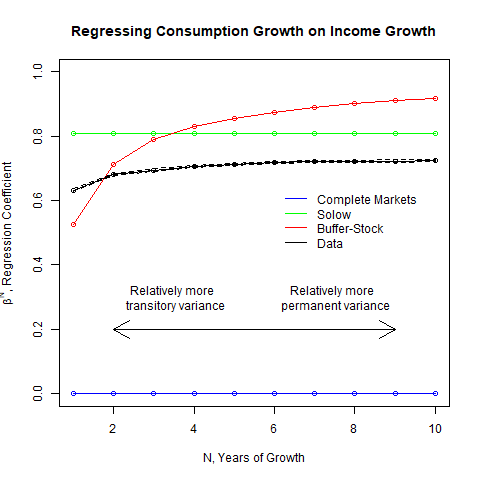 Regressing Consumption Growth on Income Growth
β^N, Regression Coefficient
1.0
0.8
0.6
0.4
0.2
0.0
Complete Markets
Solow
Buffer-Stock
Data
Relatively more
transitory variance
Relatively more
permanent variance
2
4
6
8
10
N, Years of Growth